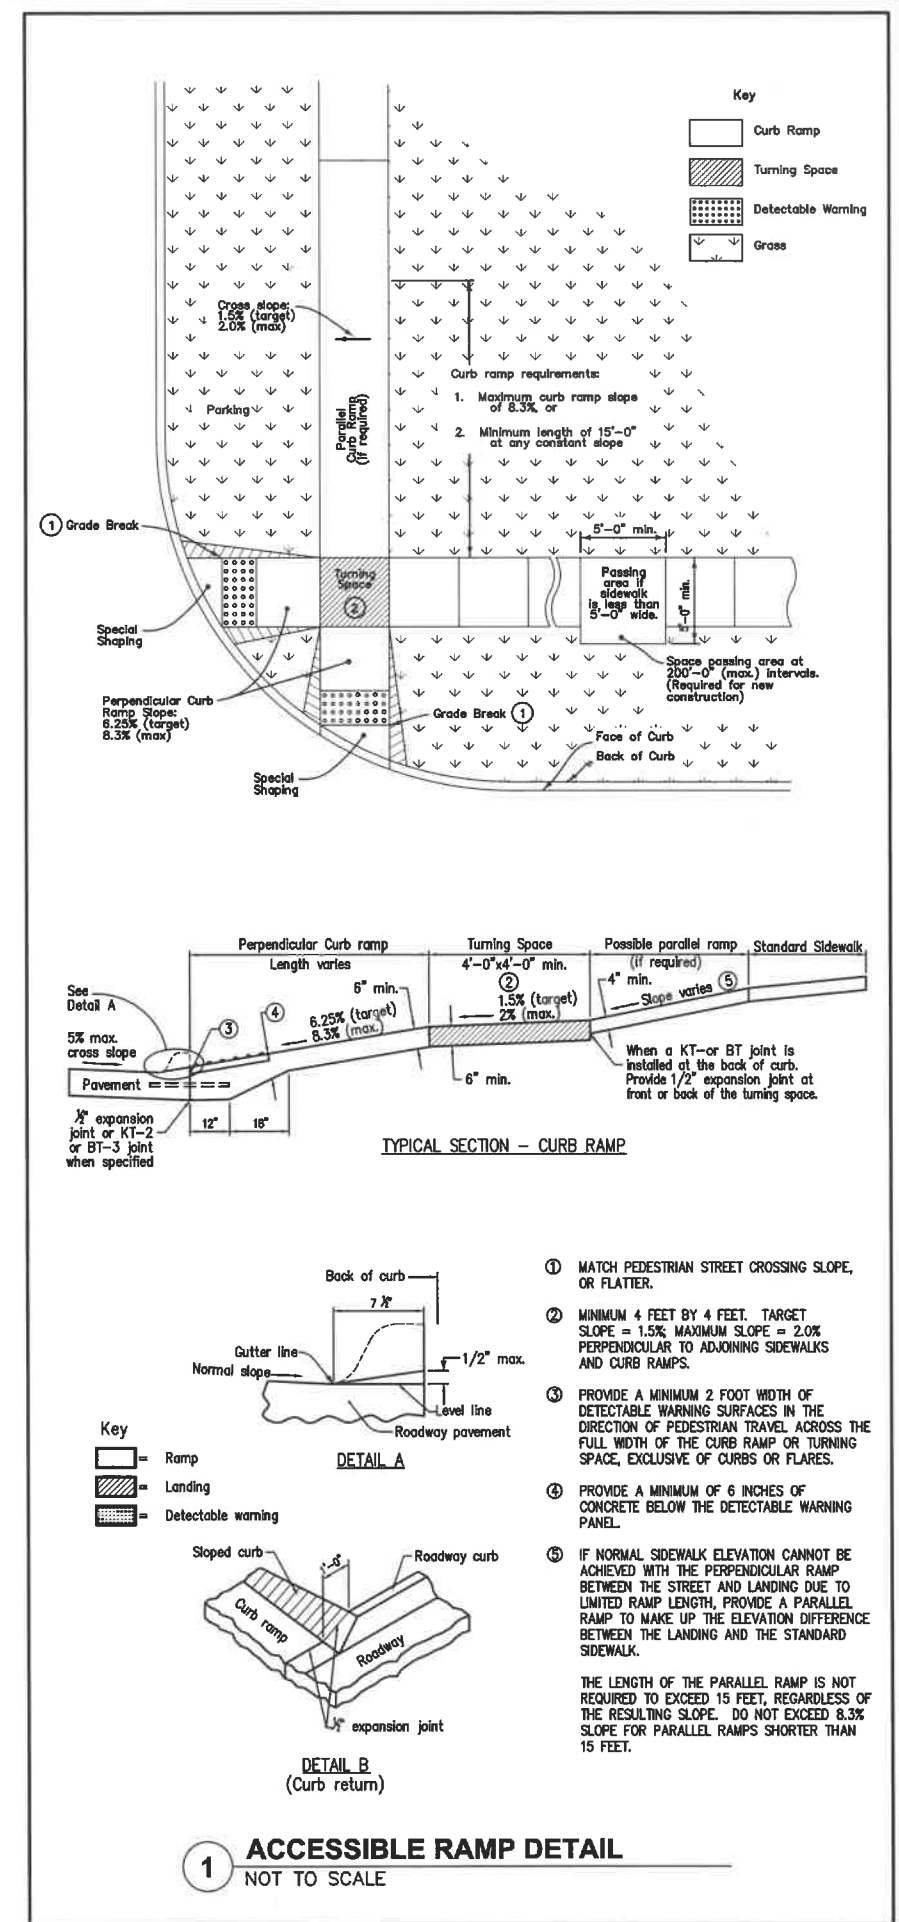 Key
Curb Ramp
Turning Space
Detectable Warning
Grass
Cross slope:
1.5% (target)
2.0% (max)
Parking
Parallel
Curb Ramp
(if required)
Curb ramp requirements:
1. Maximum curb ramp slope
of 8.3%, or
2. Minimum length of 15'-0"
at any constant slope
1 Grade Break
5'-0" min.
Turning
Space
2
Passing
area if
sidewalk
is less than
5'-0" wide.
5'-0" min.
Special
Shaping
Space passing area at
200'-0" (max.) intervals.
(Required for new
construction)
Perpendicular Curb
Ramp Slope:
6.25% (target)
8.3% (max)
Grade Break 1
Face of Curb
Back of Curb
Special
Shaping
Perpendicular Curb ramp
Length varies
Turning Space
4'-0"x4'-0" min.
2
1.5% (target)
2% (max.)
Possible parallel ramp
(if required)
Standard Sidewalk
See
Detail A
6" min.
4" min.
Slope varies 5
3
4
6.25% (target)
8.3% (max.)
5% max.
cross slope
Pavement
6" min.
When a KT-or BT joint is
installed at the back of curb.
Provide 1/2" expansion joint at
front or back of the turning space.
½" expansion
joint or KT-2
or BT-3 joint
when specified
12"
18"
TYPICAL SECTION - CURB RAMP
Back of curb
7 ½"
Gutter line
Normal slope
1/2" max.
Level line
Roadway pavement
DETAIL A
Key
= Ramp
= Landing
= Detectable warning
Sloped curb
1'-0"
Roadway curb
Curb ramp
Roadway
½" expansion joint
DETAIL B
(Curb return)
1 MATCH PEDESTRIAN STREET CROSSING SLOPE,
OR FLATTER.
2 MINIMUM 4 FEET BY 4 FEET. TARGET
SLOPE = 1.5%; MAXIMUM SLOPE = 2.0%
PERPENDICULAR TO ADJOINING SIDEWALKS
AND CURB RAMPS.
3 PROVIDE A MINIMUM 2 FOOT WIDTH OF
DETECTABLE WARNING SURFACES IN THE
DIRECTION OF PEDESTRIAN TRAVEL ACROSS THE
FULL WIDTH OF THE CURB RAMP OR TURNING
SPACE, EXCLUSIVE OF CURBS OR FLARES.
4 PROVIDE A MINIMUM OF 6 INCHES OF
CONCRETE BELOW THE DETECTABLE WARNING
PANEL.
5 IF NORMAL SIDEWALK ELEVATION CANNOT BE
ACHIEVED WITH THE PERPENDICULAR RAMP
BETWEEN THE STREET AND LANDING DUE TO
LIMITED RAMP LENGTH, PROVIDE A PARALLEL
RAMP TO MAKE UP THE ELEVATION DIFFERENCE
BETWEEN THE LANDING AND THE STANDARD
SIDEWALK.
THE LENGTH OF THE PARALLEL RAMP IS NOT
REQUIRED TO EXCEED 15 FEET, REGARDLESS OF
THE RESULTING SLOPE. DO NOT EXCEED 8.3%
SLOPE FOR PARALLEL RAMPS SHORTER THAN
15 FEET.
1 ACCESSIBLE RAMP DETAIL
NOT TO SCALE